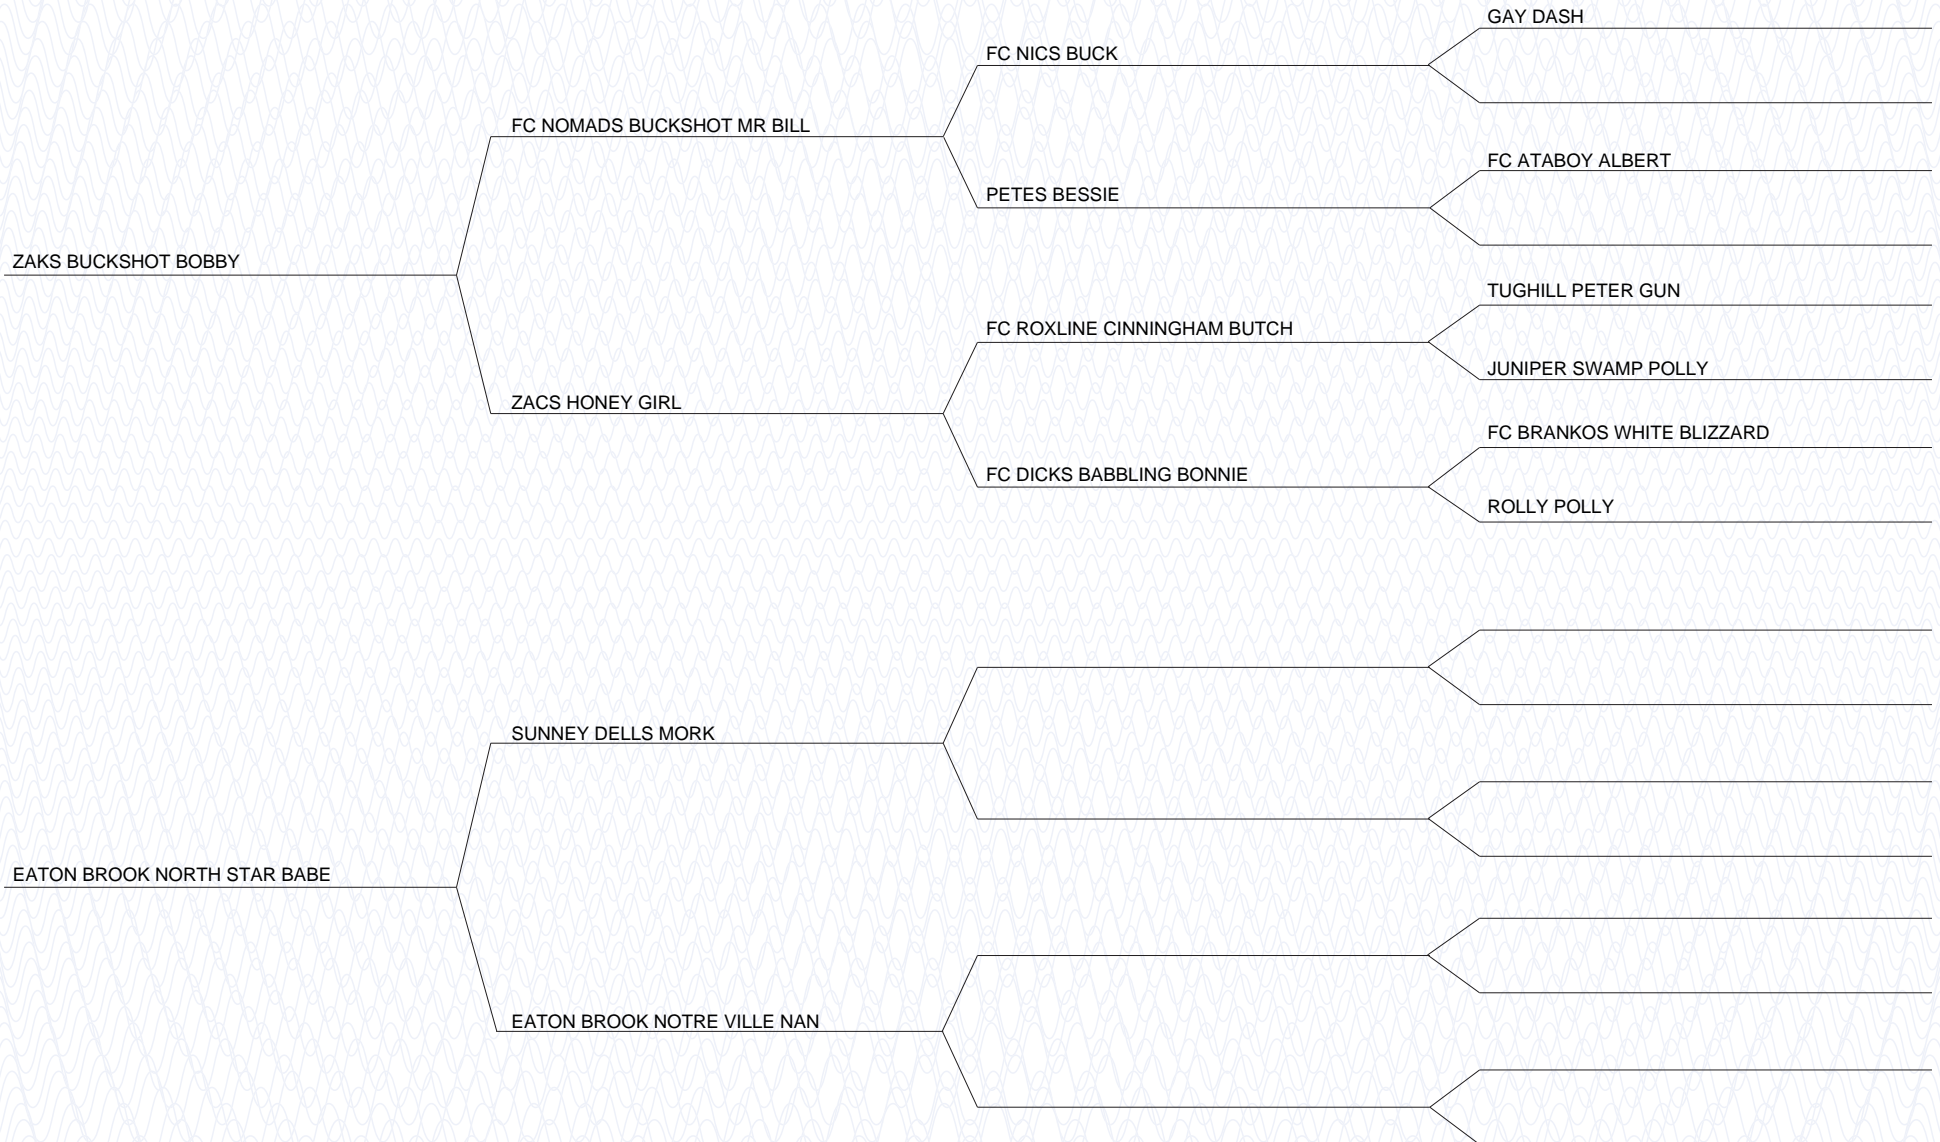 GAY DASH
FC NICS BUCK
FC NOMADS BUCKSHOT MR BILL
FC ATABOY ALBERT
PETES BESSIE
ZAKS BUCKSHOT BOBBY
TUGHILL PETER GUN
FC ROXLINE CINNINGHAM BUTCH
JUNIPER SWAMP POLLY
ZACS HONEY GIRL
FC BRANKOS WHITE BLIZZARD
FC DICKS BABBLING BONNIE
ROLLY POLLY
SUNNEY DELLS MORK
EATON BROOK NORTH STAR BABE
EATON BROOK NOTRE VILLE NAN